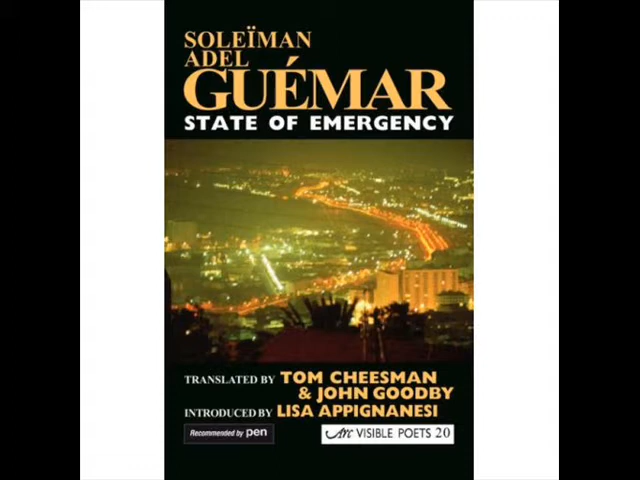 SOLEÏMAN
ADEL
GUÉMAR
STATE OF EMERGENCY
TRANSLATED BY TOM CHEESMAN
& JOHN GOODBY
INTRODUCED BY LISA APPIGNANESI
Recommended by pen
Arc VISIBLE POETS 20